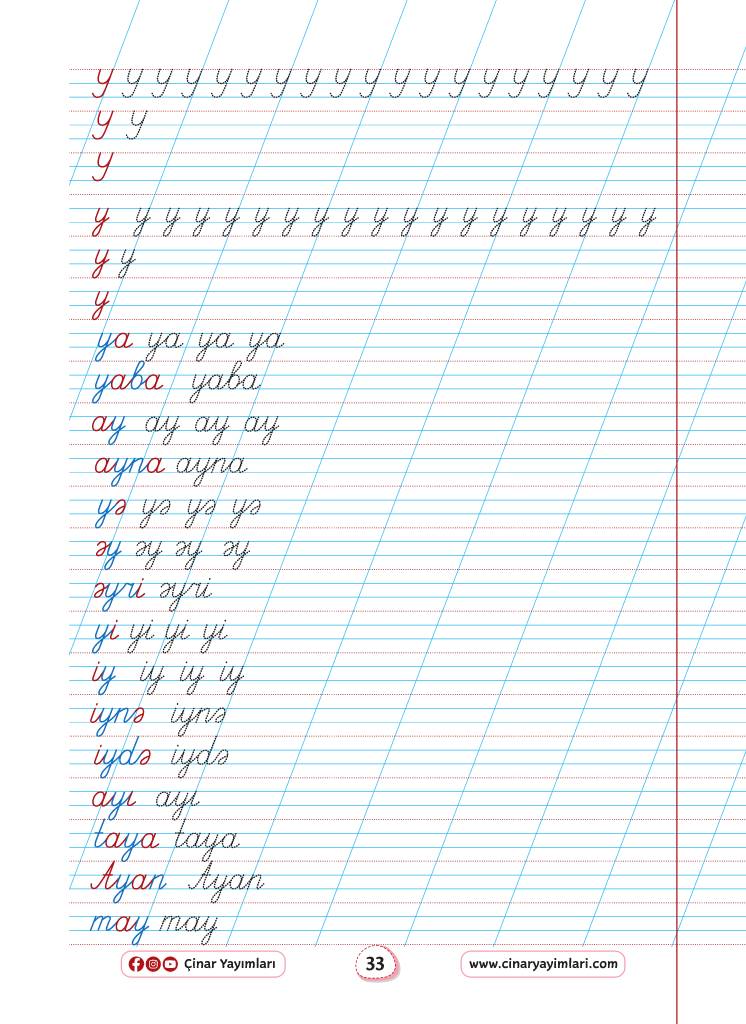 Y Y Y Y Y Y Y Y Y Y Y Y Y Y Y Y Y Y Y
Y Y
Y
y y y y y y y y y y y y y y y y y y y
y y
y
ya ya ya ya
yaba yaba
ay ay ay ay
ayna ayna
yə yə yə yə
əy əy əy əy
əyri əyri
yi yi yi yi
iy iy iy iy
iynə iynə
iydə iydə
ayı ayı
taya taya
Ayan Ayan
may may
Çinar Yayımları 33 www.cinaryayimlari.com